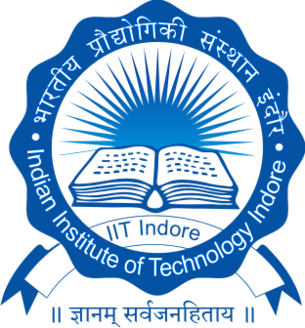 भारतीय प्रौद्योगिकी संस्थान इंदौर
Indian Institute of Technology Indore
IIT Indore
॥ ज्ञानम् सर्वजनहिताय ॥